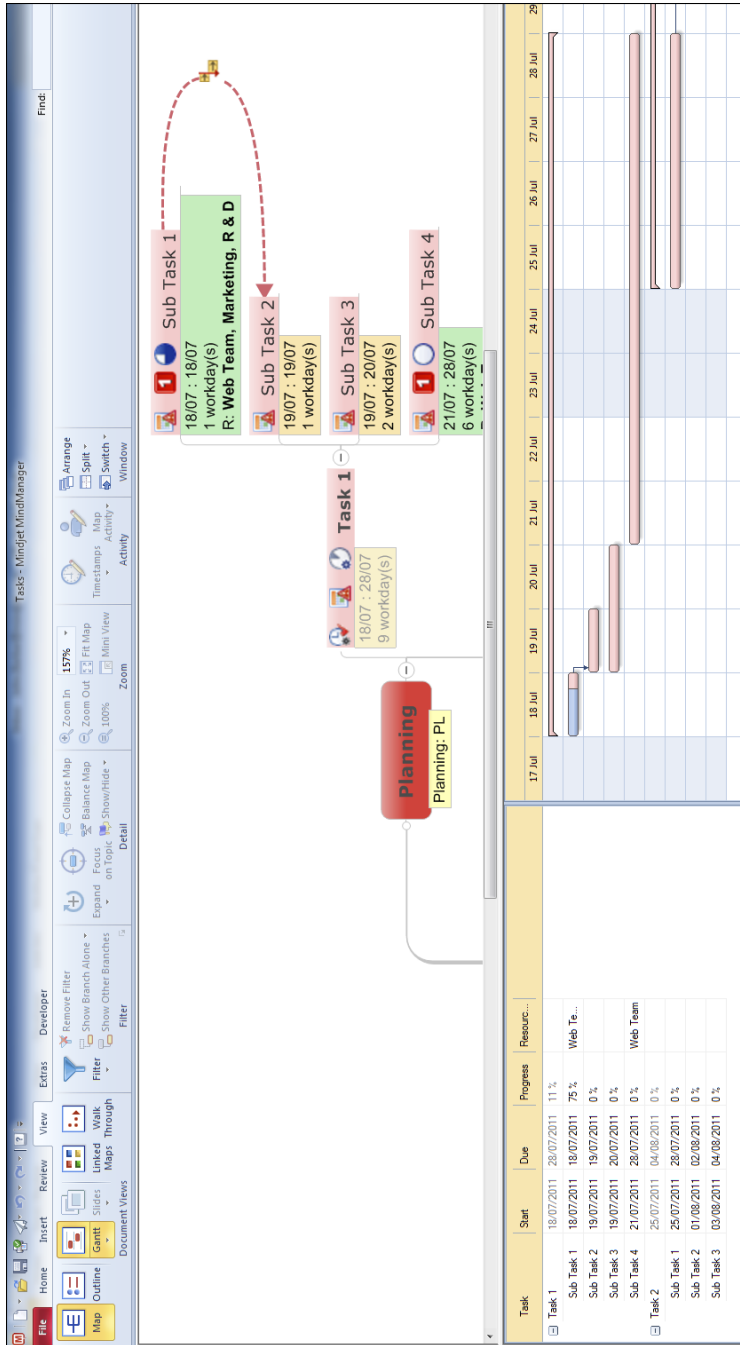 Tasks - Mindjet MindManager
File Home Insert Review View Extras Developer
Find:
Map
Outline
Gantt
Slides
Linked Maps
Walk Through
Document Views
Filter
Remove Filter
Show Branch Alone
Show Other Branches
Filter
Expand
Focus on Topic
Collapse Map
Balance Map
Show/Hide
Detail
Zoom In
Zoom Out
100%
157%
Fit Map
Mini View
Zoom
Timestamps
Map Activity
Activity
Arrange
Split
Switch
Window
Planning
Planning: PL
Task 1
18/07 : 28/07
9 workday(s)
1 Sub Task 1
18/07 : 18/07
1 workday(s)
R: Web Team, Marketing, R & D
Sub Task 2
19/07 : 19/07
1 workday(s)
Sub Task 3
19/07 : 20/07
2 workday(s)
1 Sub Task 4
21/07 : 28/07
6 workday(s)
Task Start Due Progress Resourc...
Task 1 18/07/2011 28/07/2011 11 %
Sub Task 1 18/07/2011 18/07/2011 75 % Web Te...
Sub Task 2 19/07/2011 19/07/2011 0 %
Sub Task 3 19/07/2011 20/07/2011 0 %
Sub Task 4 21/07/2011 28/07/2011 0 % Web Team
Task 2 25/07/2011 04/08/2011 0 %
Sub Task 1 25/07/2011 28/07/2011 0 %
Sub Task 2 01/08/2011 02/08/2011 0 %
Sub Task 3 03/08/2011 04/08/2011 0 %
17 Jul 18 Jul 19 Jul 20 Jul 21 Jul 22 Jul 23 Jul 24 Jul 25 Jul 26 Jul 27 Jul 28 Jul 29